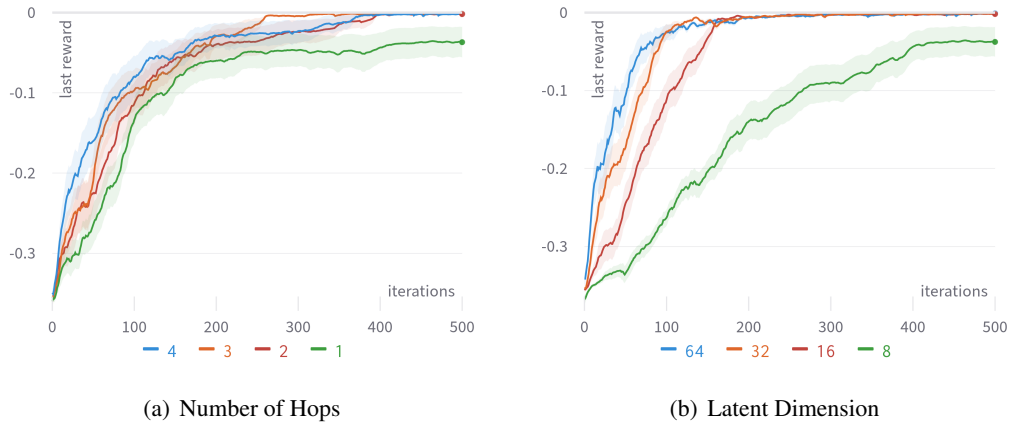 0
-0.1
-0.2
-0.3
last reward
iterations
0 100 200 300 400 500
4 3 2 1
(a) Number of Hops
0
-0.1
-0.2
-0.3
last reward
iterations
0 100 200 300 400 500
64 32 16 8
(b) Latent Dimension